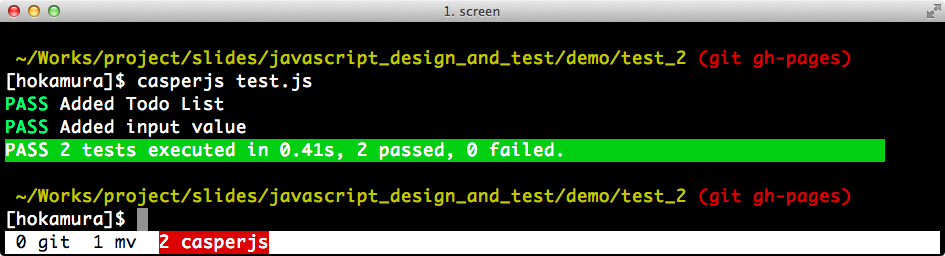 1. screen
~/Works/project/slides/javascript_design_and_test/demo/test_2 (git gh-pages)
[hokamura]$ casperjs test.js
PASS Added Todo List
PASS Added input value
PASS 2 tests executed in 0.41s, 2 passed, 0 failed.
~/Works/project/slides/javascript_design_and_test/demo/test_2 (git gh-pages)
[hokamura]$
0 git 1 mv 2 casperjs